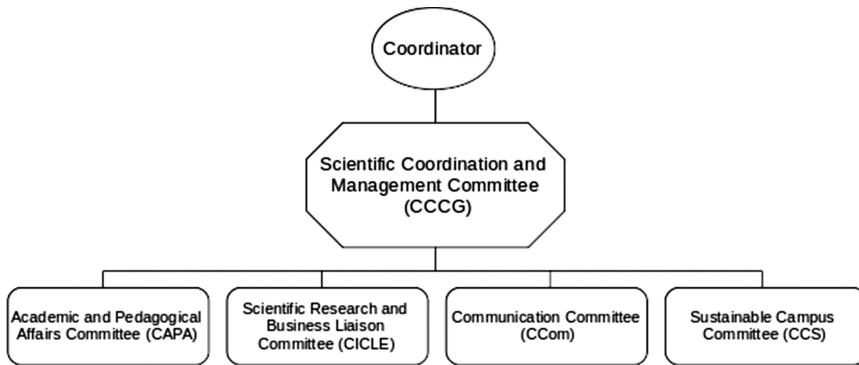 Coordinator
Scientific Coordination and
Management Committee
(CCCG)
Academic and Pedagogical
Affairs Committee (CAPA)
Scientific Research and
Business Liaison
Committee (CICLE)
Communication Committee
(CCom)
Sustainable Campus
Committee (CCS)